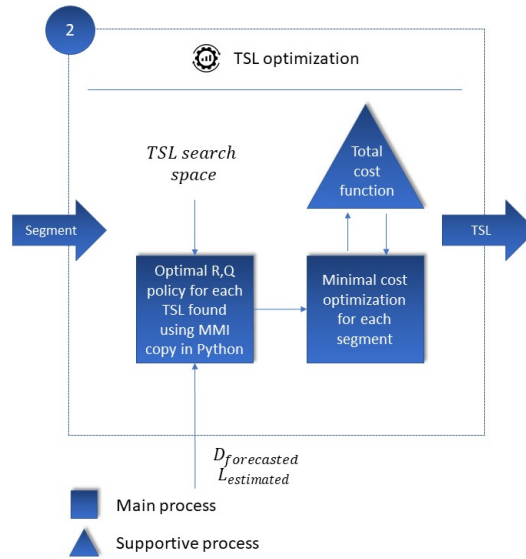 2
TSL optimization
TSL search
space
Total
cost
function
Segment
TSL
Optimal R,Q
policy for each
TSL found
using MMI
copy in Python
Minimal cost
optimization
for each
segment
D_forecasted
L_estimated
Main process
Supportive process